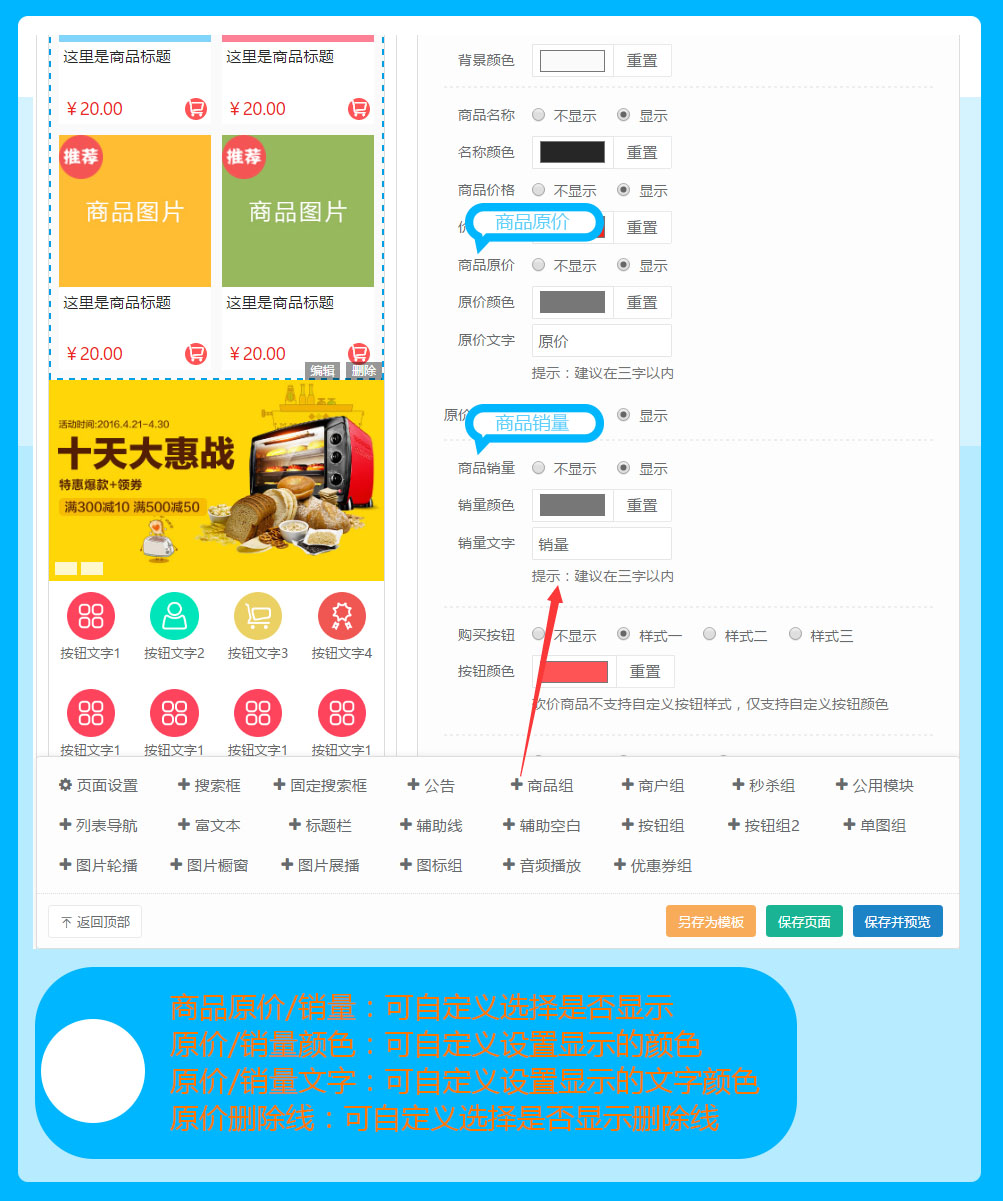 这里是商品标题
这里是商品标题
￥20.00
￥20.00
推荐
商品图片
推荐
商品图片
这里是商品标题
这里是商品标题
￥20.00
￥20.00
编辑
删除
活动时间:2016.4.21-4.30
十天大惠战
特惠爆款+领券
满300减10 满500减50
按钮文字1
按钮文字2
按钮文字3
按钮文字4
按钮文字1
按钮文字1
按钮文字1
按钮文字1
背景颜色 重置
商品名称 不显示 显示
名称颜色 重置
商品价格 不显示 显示
商品原价
重置
商品原价 不显示 显示
原价颜色 重置
原价文字 原价
提示：建议在三字以内
原价 显示
商品销量
商品销量 不显示 显示
销量颜色 重置
销量文字 销量
提示：建议在三字以内
购买按钮 不显示 样式一 样式二 样式三
按钮颜色 重置
砍价商品不支持自定义按钮样式，仅支持自定义按钮颜色
页面设置 搜索框 固定搜索框 公告 商品组 商户组 秒杀组 公用模块
列表导航 富文本 标题栏 辅助线 辅助空白 按钮组 按钮组2 单图组
图片轮播 图片橱窗 图片展播 图标组 音频播放 优惠券组
返回顶部
另存为模板
保存页面
保存并预览
商品原价/销量：可自定义选择是否显示
原价/销量颜色：可自定义设置显示的颜色
原价/销量文字：可自定义设置显示的文字颜色
原价删除线：可自定义选择是否显示删除线